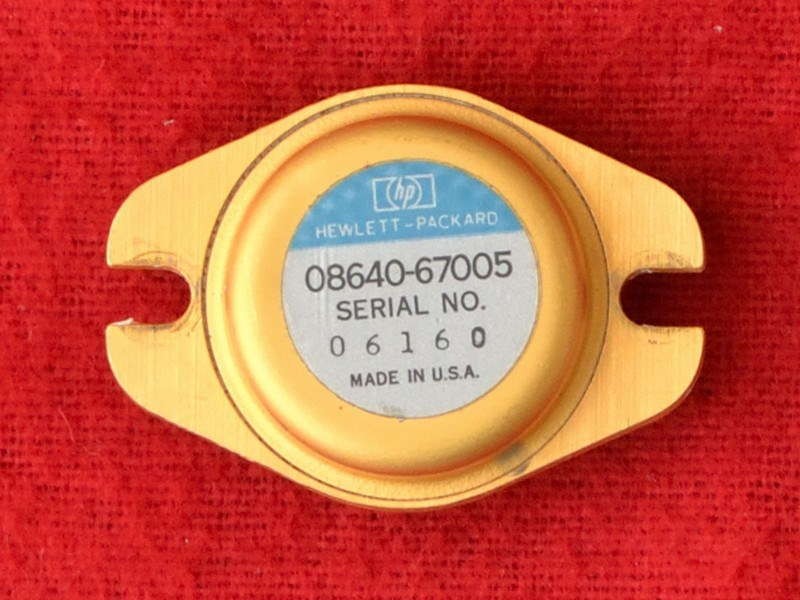 hp
HEWLETT-PACKARD
08640-67005
SERIAL NO.
06160
MADE IN U.S.A.